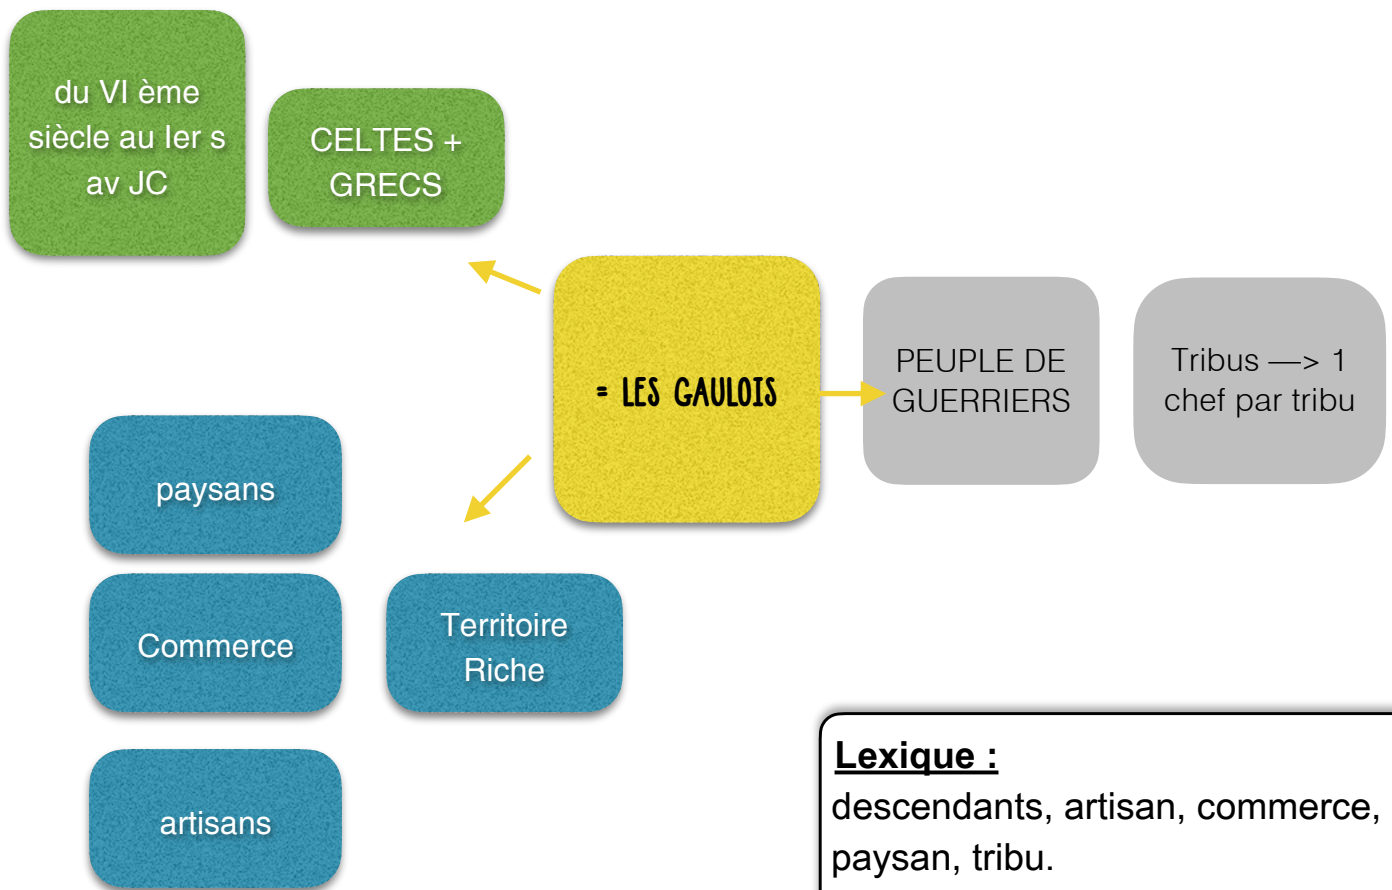 du VI ème
siècle au Ier s
av JC
CELTES +
GRECS
= LES GAULOIS
PEUPLE DE
GUERRIERS
Tribus —> 1
chef par tribu
paysans
Commerce
Territoire
Riche
artisans
Lexique :
descendants, artisan, commerce,
paysan, tribu.